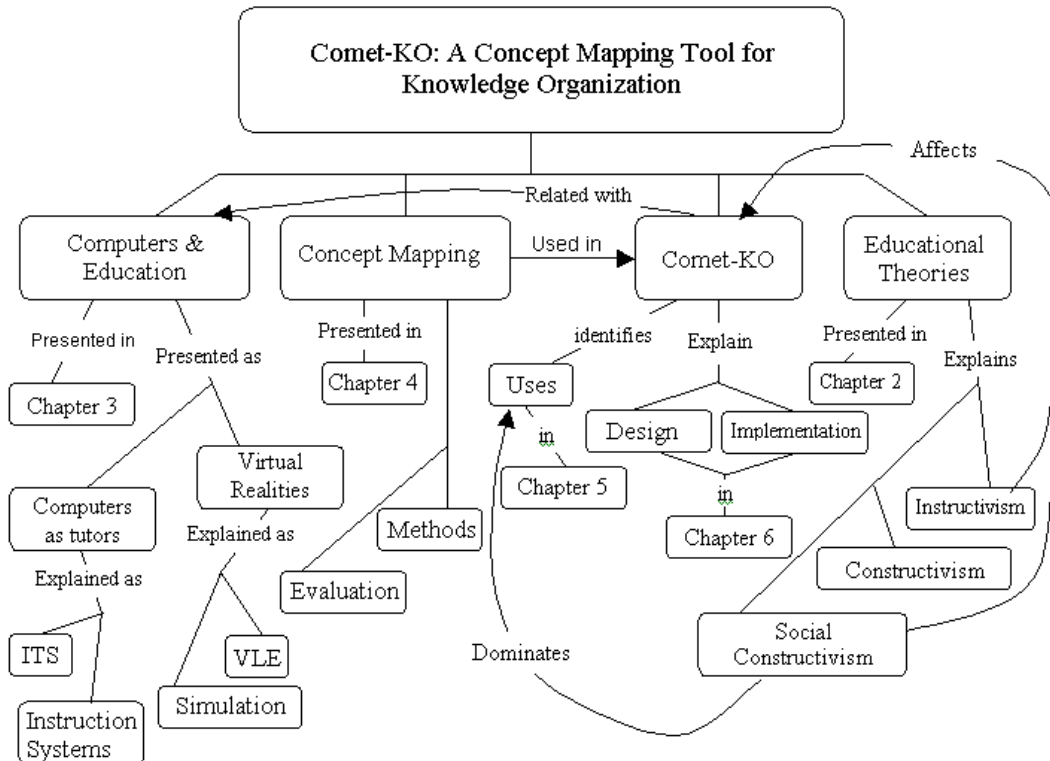 Comet-KO: A Concept Mapping Tool for
Knowledge Organization
Affects
Related with
Computers &
Education
Concept Mapping
Used in
Comet-KO
Educational
Theories
Presented in
Presented as
Presented in
identifies
Explain
Presented in
Explains
Chapter 3
Chapter 4
Uses
Chapter 2
in
Design
Implementation
Virtual
Realities
Chapter 5
in
Computers
as tutors
Methods
Instructivism
Explained as
Chapter 6
Explained as
Evaluation
Constructivism
ITS
VLE
Dominates
Social
Constructivism
Simulation
Instruction
Systems